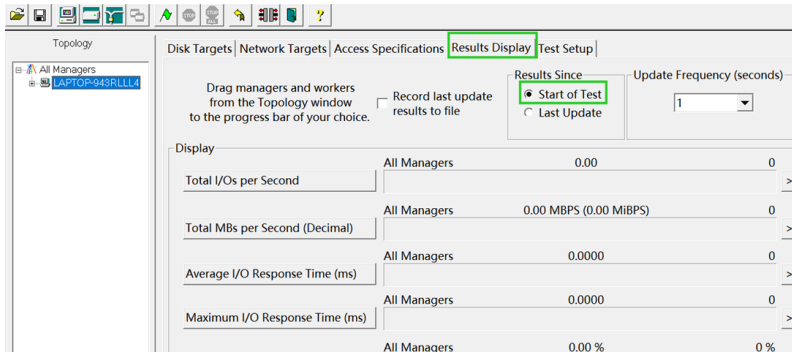 Topology
All Managers
LAPTOP-943RLLL4
Disk Targets Network Targets Access Specifications Results Display Test Setup
Drag managers and workers
from the Topology window
to the progress bar of your choice.
Record last update
results to file
Results Since
Start of Test
Last Update
Update Frequency (seconds)
1
Display
All Managers 0.00 0
Total I/Os per Second >
All Managers 0.00 MBPS (0.00 MiBPS) 0
Total MBs per Second (Decimal) >
All Managers 0.0000 0
Average I/O Response Time (ms) >
All Managers 0.0000 0
Maximum I/O Response Time (ms) >
All Managers 0.00 % 0 %